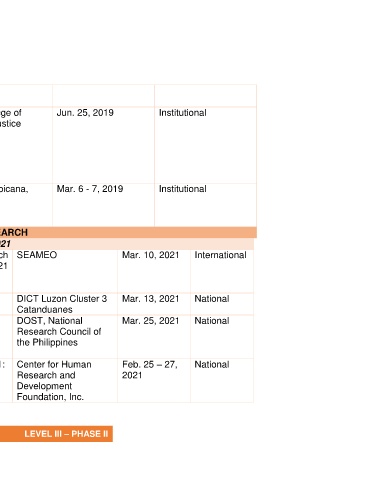 ge of Jun. 25, 2019 Institutional
ustice
bicana, Mar. 6 - 7, 2019 Institutional
EARCH
021
ch SEAMEO Mar. 10, 2021 International
21
DICT Luzon Cluster 3 Mar. 13, 2021 National
Catanduanes
DOST, National Mar. 25, 2021 National
Research Council of
the Philippines
: Center for Human Feb. 25 – 27, National
Research and 2021
Development
Foundation, Inc.
LEVEL III – PHASE II